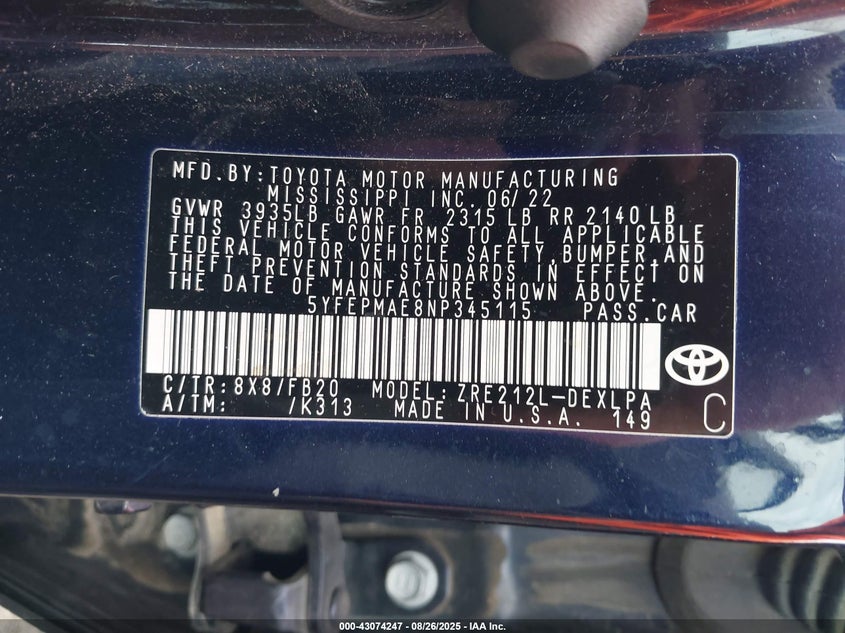 MFD. BY: TOYOTA MOTOR MANUFACTURING
MISSISSIPPI INC. 06/22
GVWR 3935LB GAWR FR 2315 LB RR 2140 LB
THIS VEHICLE CONFORMS TO ALL APPLICABLE
FEDERAL MOTOR VEHICLE SAFETY, BUMPER, AND
THEFT PREVENTION STANDARDS IN EFFECT ON
THE DATE OF MANUFACTURE SHOWN ABOVE.
5YFEPMAE8NP345115 PASS. CAR
C/TR: 8X8/FB20 MODEL: ZRE212L-DEXLPA
A/TM: /K313 MADE IN U.S.A. 149 C
000-43074247 - 08/26/2025 - IAA Inc.